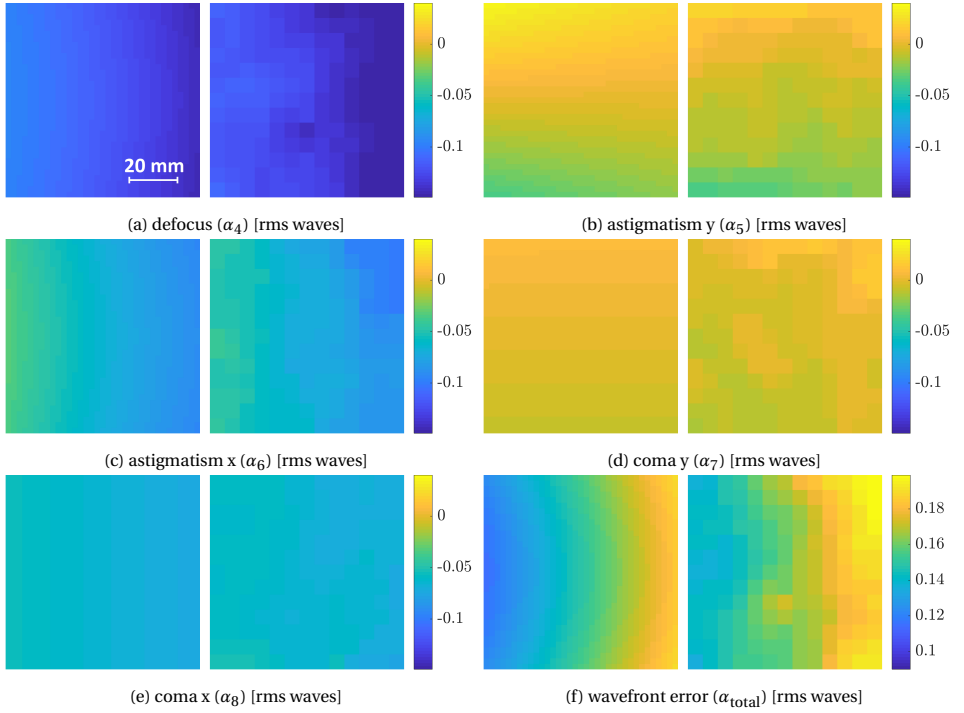 0
-0.05
-0.1
20 mm
(a) defocus (α4) [rms waves]
0
-0.05
-0.1
(b) astigmatism y (α5) [rms waves]
0
-0.05
-0.1
(c) astigmatism x (α6) [rms waves]
0
-0.05
-0.1
(d) coma y (α7) [rms waves]
0
-0.05
-0.1
(e) coma x (α8) [rms waves]
0.18
0.16
0.14
0.12
0.1
(f) wavefront error (αtotal) [rms waves]